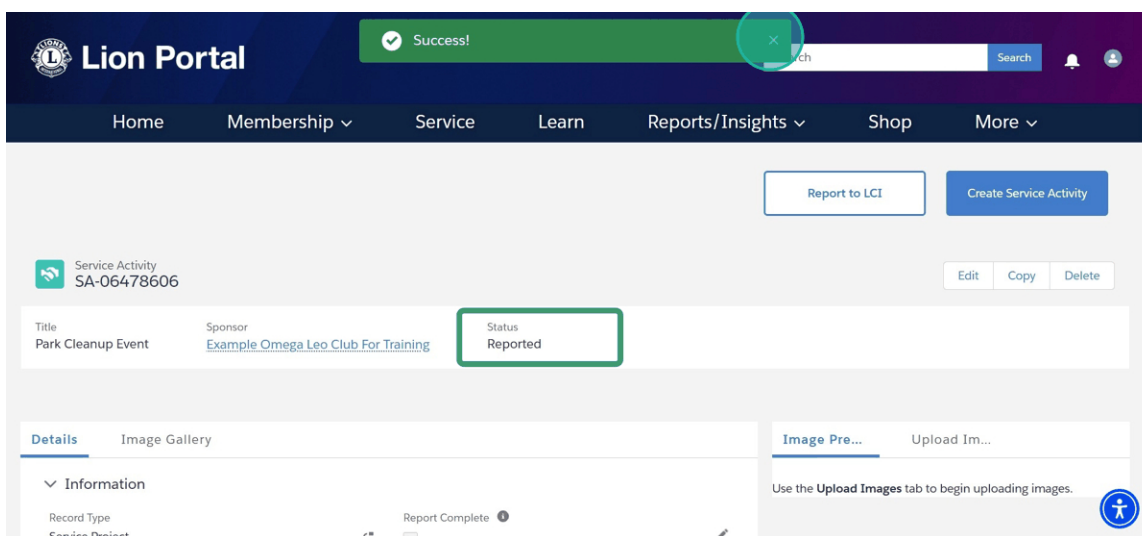 Success!
Lion Portal
Search
Home Membership Service Learn Reports/Insights Shop More
Report to LCI Create Service Activity
Service Activity
SA-06478606
Edit Copy Delete
Title Sponsor Status
Park Cleanup Event Example Omega Leo Club For Training Reported
Details Image Gallery Image Pre... Upload Im...
Information
Use the Upload Images tab to begin uploading images.
Record Type Report Complete
Service Project